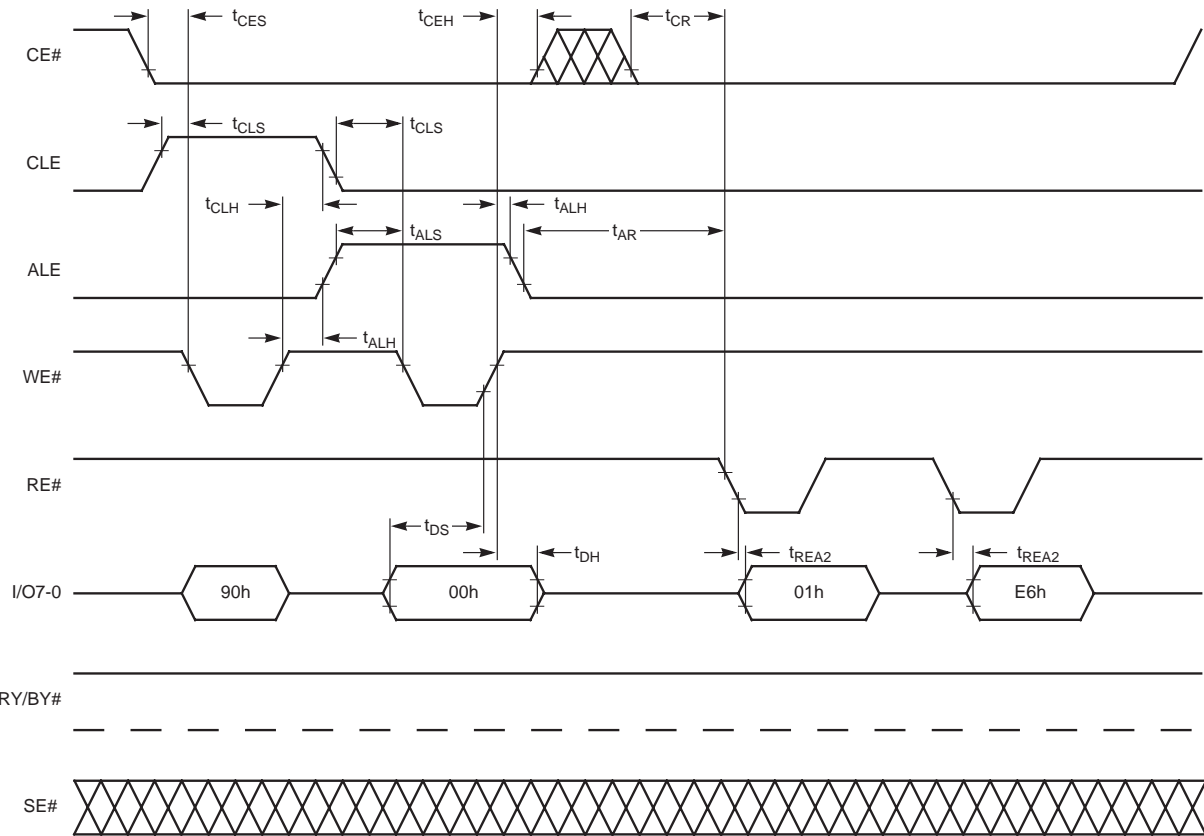 tCES tCEH tCR
CE#
tCLS tCLS
CLE
tCLH tALH
tALS tAR
ALE
tALH
WE#
RE#
tDS
tDH tREA2 tREA2
I/O7-0 90h 00h 01h E6h
RY/BY#
SE#